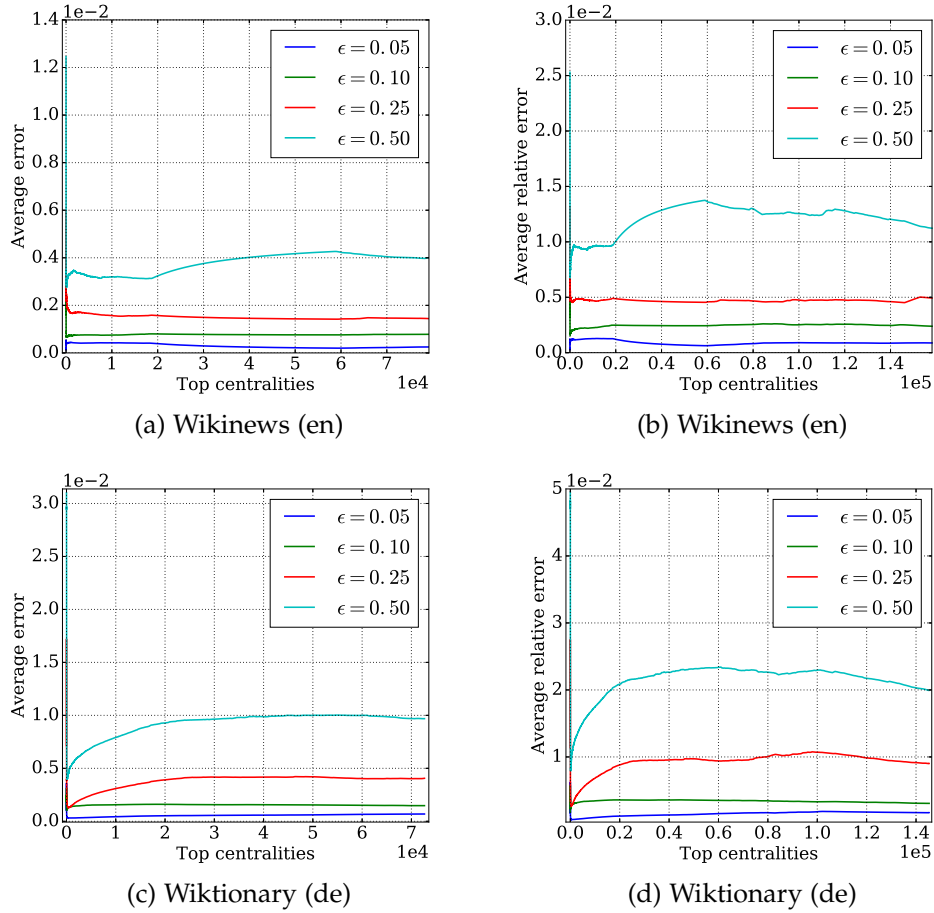 1e−2
1.4
1.2
1.0
0.8
0.6
0.4
0.2
0.0
Average error
ϵ = 0.05
ϵ = 0.10
ϵ = 0.25
ϵ = 0.50
0 1 2 3 4 5 6 7
Top centralities 1e4
(a) Wikinews (en)
1e−2
3.0
2.5
2.0
1.5
1.0
0.5
0.0
Average relative error
ϵ = 0.05
ϵ = 0.10
ϵ = 0.25
ϵ = 0.50
0.0 0.2 0.4 0.6 0.8 1.0 1.2 1.4
Top centralities 1e5
(b) Wikinews (en)
1e−2
3.0
2.5
2.0
1.5
1.0
0.5
0.0
Average error
ϵ = 0.05
ϵ = 0.10
ϵ = 0.25
ϵ = 0.50
0 1 2 3 4 5 6 7
Top centralities 1e4
(c) Wiktionary (de)
1e−2
5
4
3
2
1
Average relative error
ϵ = 0.05
ϵ = 0.10
ϵ = 0.25
ϵ = 0.50
0.0 0.2 0.4 0.6 0.8 1.0 1.2 1.4
Top centralities 1e5
(d) Wiktionary (de)